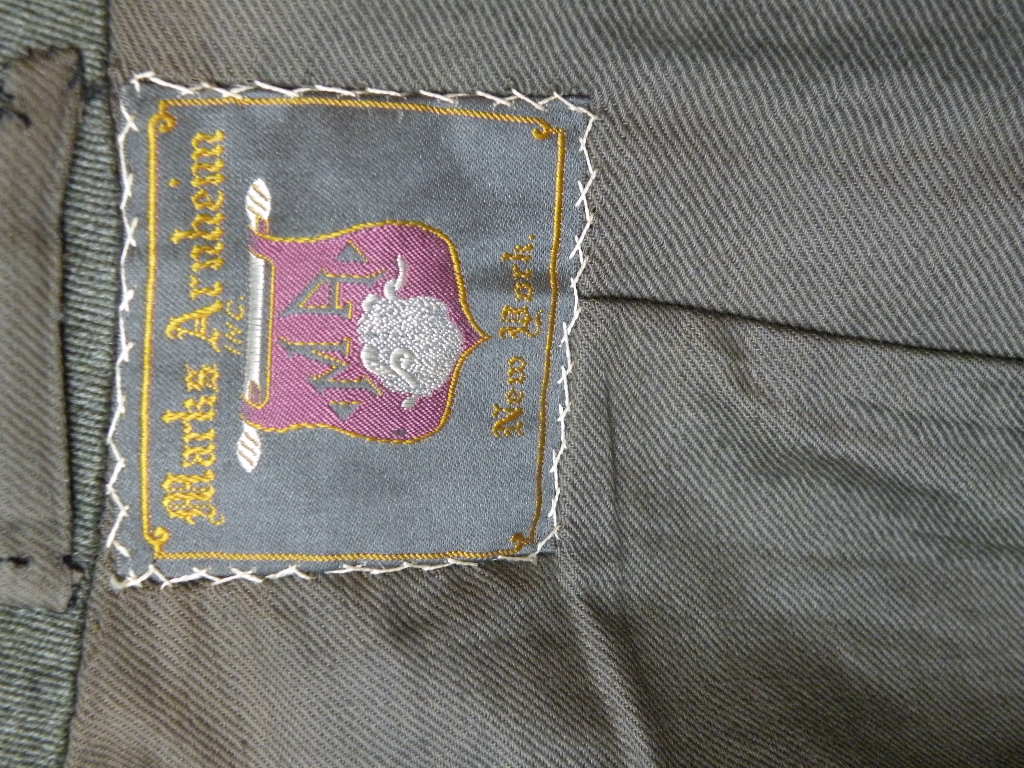 Marks Arnheim
INC.
MA
New York.